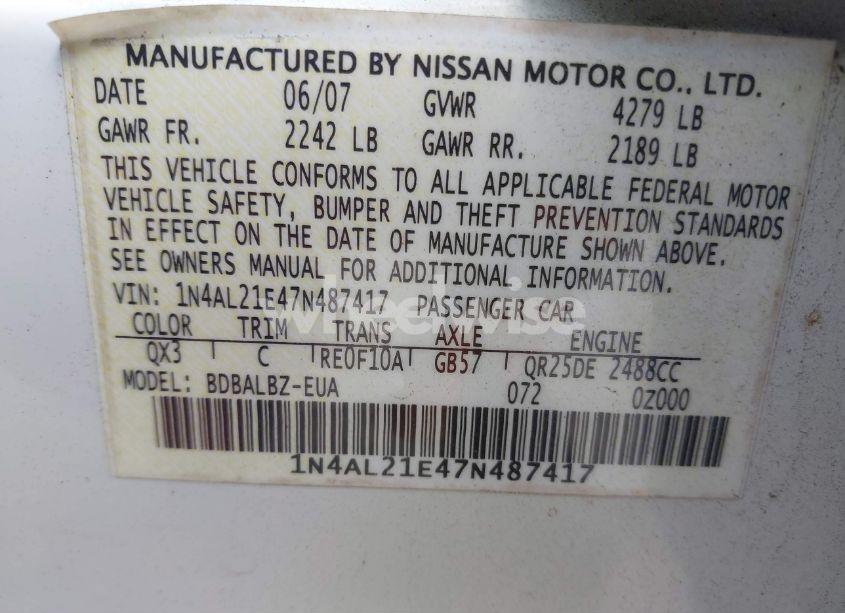 MANUFACTURED BY NISSAN MOTOR CO., LTD.
DATE 06/07 GVWR 4279 LB
GAWR FR. 2242 LB GAWR RR. 2189 LB
THIS VEHICLE CONFORMS TO ALL APPLICABLE FEDERAL MOTOR
VEHICLE SAFETY, BUMPER AND THEFT PREVENTION STANDARDS
IN EFFECT ON THE DATE OF MANUFACTURE SHOWN ABOVE.
SEE OWNERS MANUAL FOR ADDITIONAL INFORMATION.
VIN: 1N4AL21E47N487417 PASSENGER CAR
wheelwise
COLOR TRIM TRANS AXLE ENGINE
QX3 C RE0F10A GB57 QR25DE 2488CC
MODEL: BDBALBZ-EUA 072 0Z000
1N4AL21E47N487417